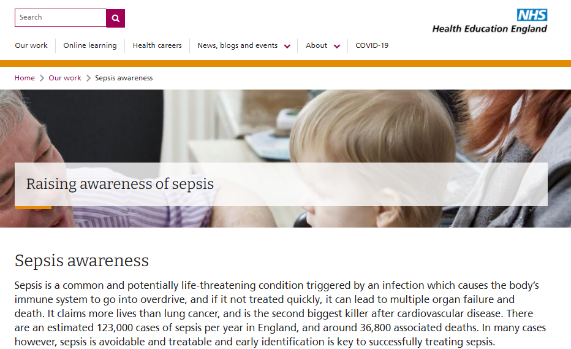 Search
NHS
Health Education England
Our work
Online learning
Health careers
News, blogs and events
About
COVID-19
Home > Our work > Sepsis awareness
Raising awareness of sepsis
Sepsis awareness
Sepsis is a common and potentially life-threatening condition triggered by an infection which causes the body's
immune system to go into overdrive, and if it not treated quickly, it can lead to multiple organ failure and
death. It claims more lives than lung cancer, and is the second biggest killer after cardiovascular disease. There
are an estimated 123,000 cases of sepsis per year in England, and around 36,800 associated deaths. In many cases
however, sepsis is avoidable and treatable and early identification is key to successfully treating sepsis.